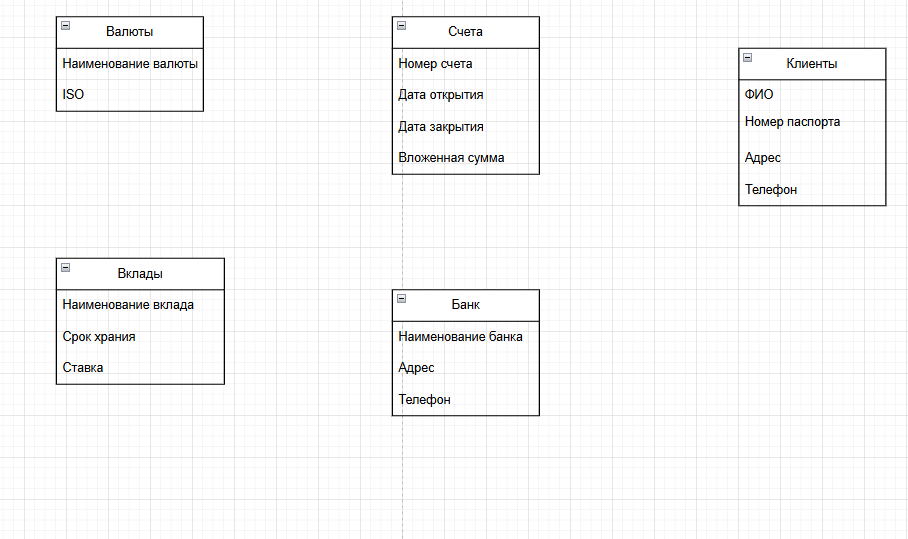 Валюты
Наименование валюты
ISO
Счета
Номер счета
Дата открытия
Дата закрытия
Вложенная сумма
Клиенты
ФИО
Номер паспорта
Адрес
Телефон
Вклады
Наименование вклада
Срок храния
Ставка
Банк
Наименование банка
Адрес
Телефон